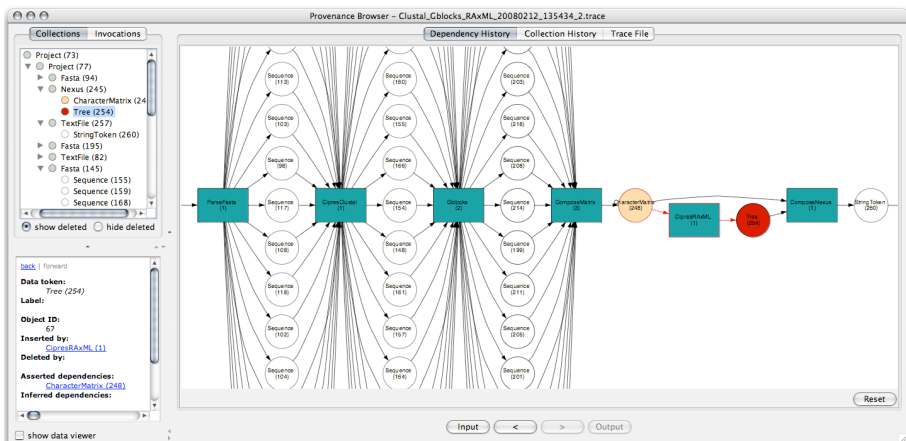 Provenance Browser – Clustal_Gblocks_RAxML_20080212_135434_2.trace
Collections Invocations
Dependency History Collection History Trace File
Project (73)
Project (77)
Fasta (94)
Nexus (245)
CharacterMatrix (24
Tree (254)
TextFile (257)
StringToken (260)
Fasta (195)
TextFile (82)
Fasta (145)
Sequence (155)
Sequence (159)
Sequence (168)
show deleted hide deleted
back | forward
Data token:
Tree (254)
Label:
Object ID:
67
Inserted by:
CipresRAxML (1)
Deleted by:
Asserted dependencies:
CharacterMatrix (248)
Inferred dependencies:
show data viewer
ParseFasta
(1)
Sequence
(113)
Sequence
(103)
Sequence
(98)
Sequence
(117)
Sequence
(108)
Sequence
(118)
Sequence
(102)
Sequence
(104)
CipresClustal
(1)
Sequence
(160)
Sequence
(155)
Sequence
(166)
Sequence
(154)
Sequence
(148)
Sequence
(161)
Sequence
(157)
Sequence
(164)
Gblocks
(2)
Sequence
(203)
Sequence
(218)
Sequence
(208)
Sequence
(214)
Sequence
(199)
Sequence
(211)
Sequence
(205)
Sequence
(201)
ComposeMatrix
(3)
CharacterMatrix
(248)
CipresRAxML
(1)
Tree
(254)
ComposeNexus
(1)
StringToken
(260)
Reset
Input < > Output